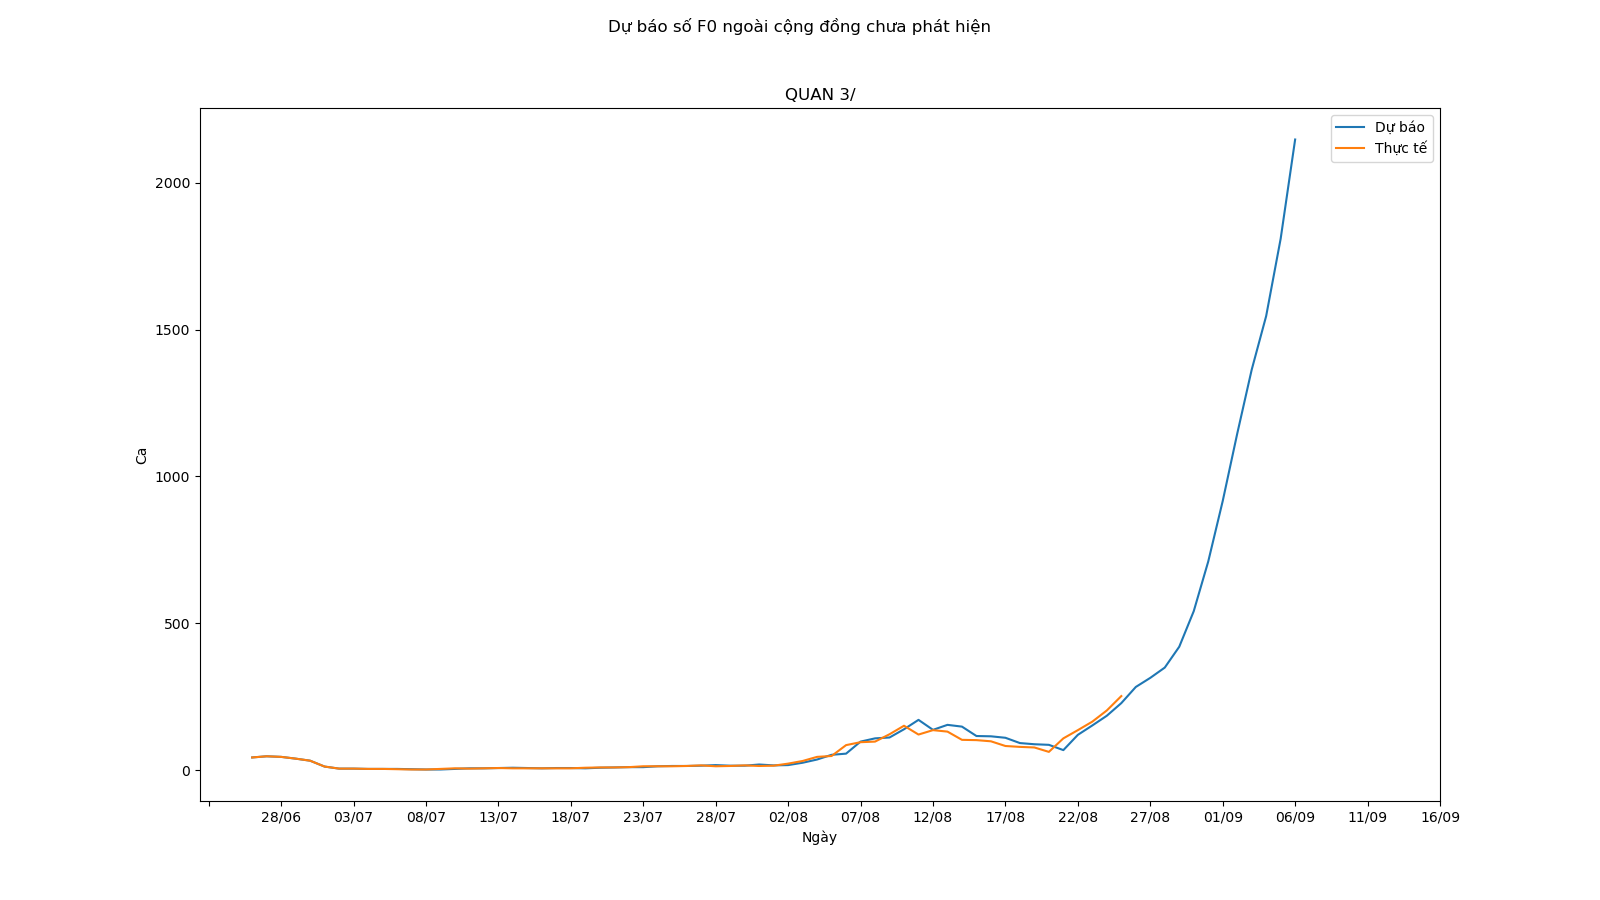 Dự báo số F0 ngoài cộng đồng chưa phát hiện
QUAN 3/
Dự báo
Thực tế
2000
1500
1000
500
0
Ca
28/06 03/07 08/07 13/07 18/07 23/07 28/07 02/08 07/08 12/08 17/08 22/08 27/08 01/09 06/09 11/09 16/09
Ngày